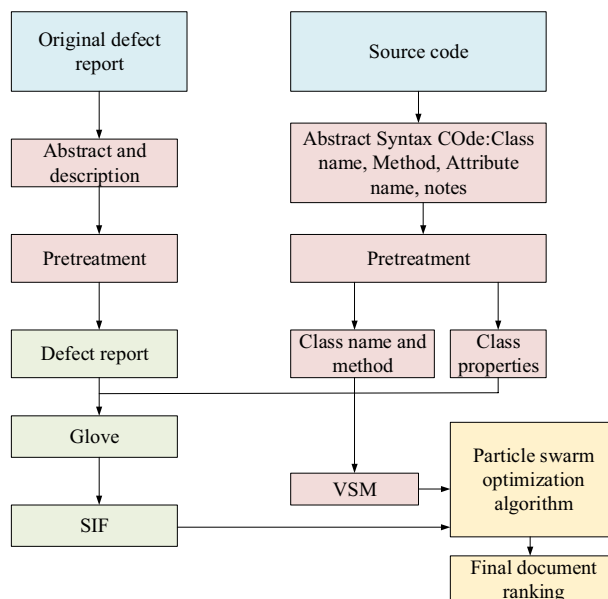 Original defect
report
Source code
Abstract and
description
Abstract Syntax COde:Class
name, Method, Attribute
name, notes
Pretreatment
Pretreatment
Defect report
Class name and
method
Class
properties
Glove
Particle swarm
optimization
algorithm
VSM
SIF
Final document
ranking